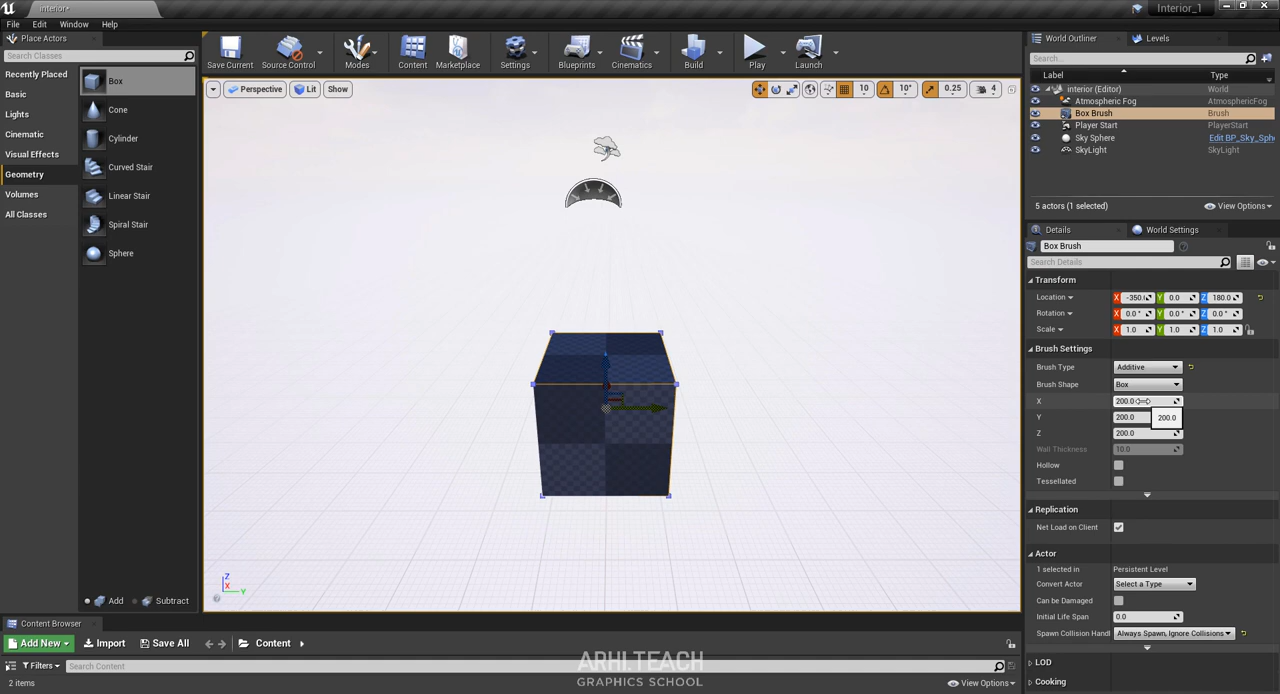 interior*
Interior_1
File Edit Window Help
Place Actors
Search Classes
Recently Placed
Basic
Lights
Cinematic
Visual Effects
Geometry
Volumes
All Classes
Box
Cone
Cylinder
Curved Stair
Linear Stair
Spiral Stair
Sphere
Add Subtract
Save Current Source Control Modes Content Marketplace Settings Blueprints Cinematics Build Play Launch
Perspective Lit Show 10 10° 0.25 4
Z
X
Y
World Outliner Levels
Search...
Label Type
interior (Editor) World
Atmospheric Fog AtmosphericFog
Box Brush Brush
Player Start PlayerStart
Sky Sphere Edit BP_Sky_Sph
SkyLight SkyLight
5 actors (1 selected) View Options
Details World Settings
Box Brush
Search Details
Transform
Location X -350. Y 0.0 Z 180.0
Rotation X 0.0 ° Y 0.0 ° Z 0.0 °
Scale X 1.0 Y 1.0 Z 1.0
Brush Settings
Brush Type Additive
Brush Shape Box
X 200.0
Y 200.0 200.0
Z 200.0
Wall Thickness 10.0
Hollow
Tessellated
Replication
Net Load on Client
Actor
1 selected in Persistent Level
Convert Actor Select a Type
Can be Damaged
Initial Life Span 0.0
Spawn Collision Handl Always Spawn, Ignore Collisions
LOD
Cooking
Content Browser
Add New Import Save All Content
Filters Search Content
2 items View Options
ARHI.TEACH
GRAPHICS SCHOOL